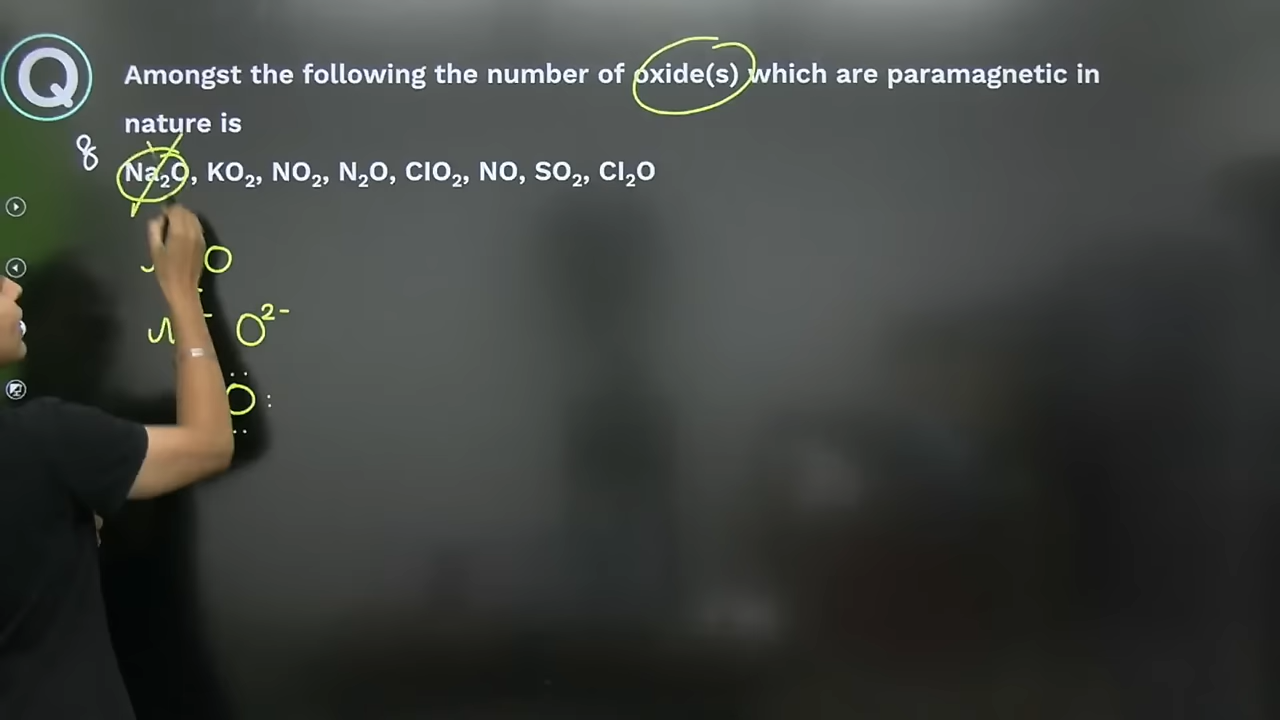 Q
Amongst the following the number of oxide(s) which are paramagnetic in
nature is
8
Na₂O, KO₂, NO₂, N₂O, ClO₂, NO, SO₂, Cl₂O
O
O²⁻
:O: